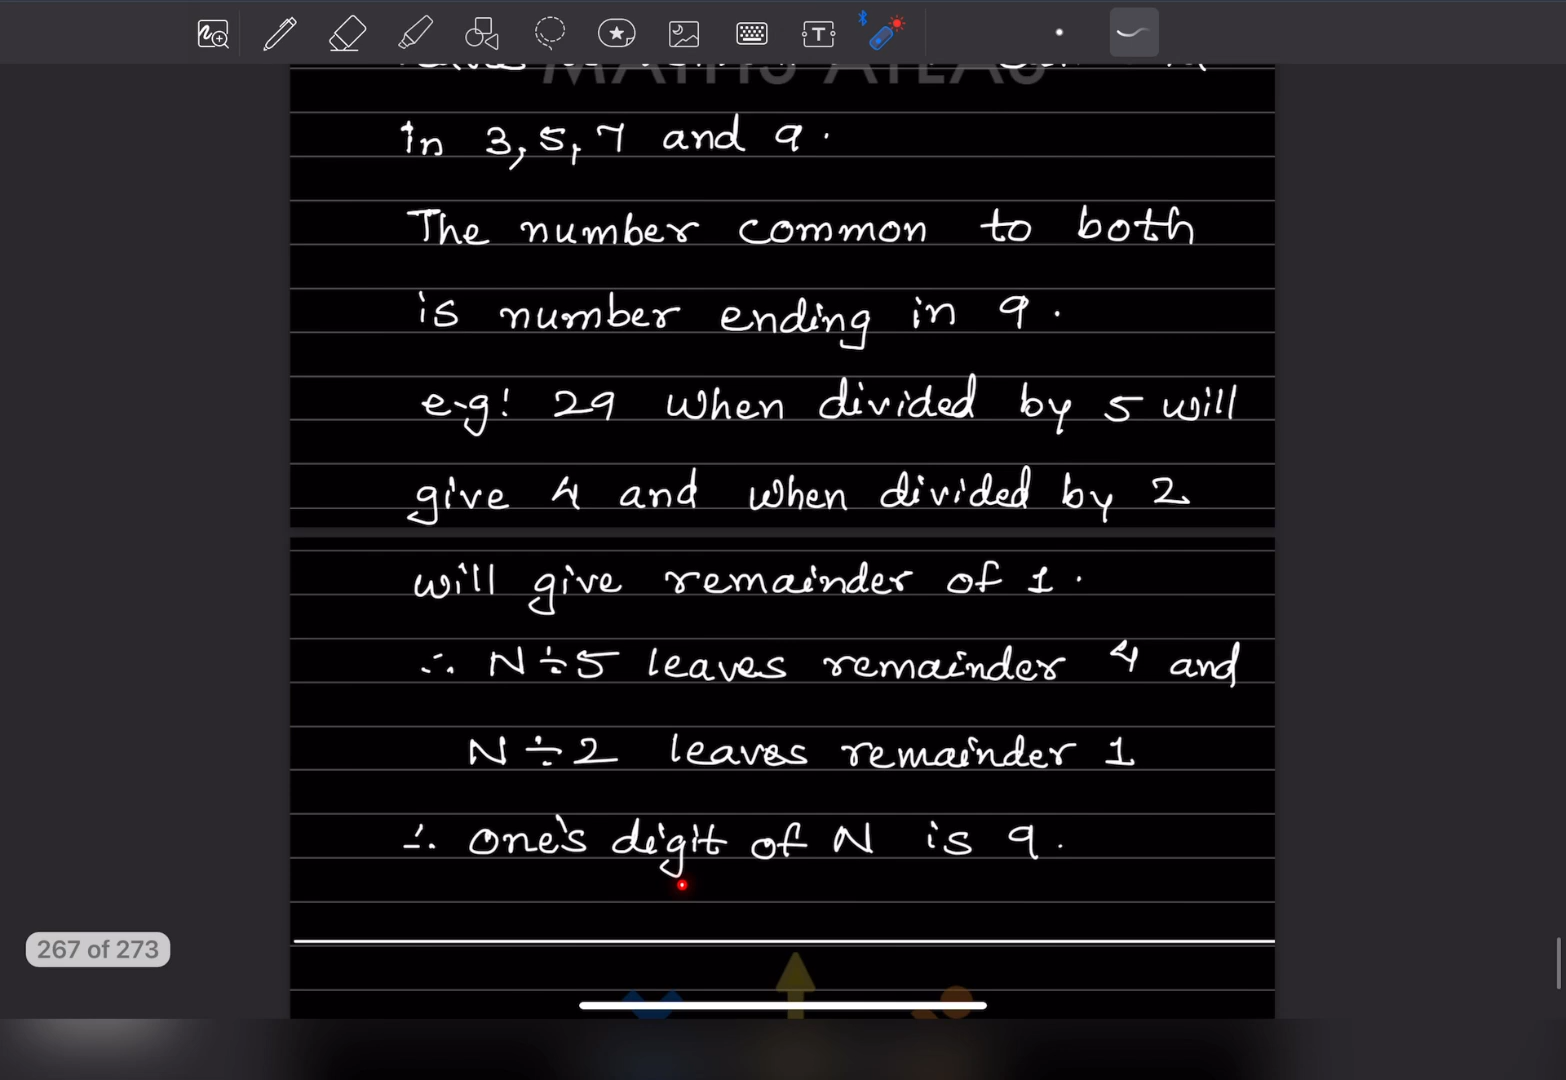 MATHS ATLAS
in 3, 5, 7 and 9.
The number common to both
is number ending in 9.
e.g: 29 when divided by 5 will
give 4 and when divided by 2
will give remainder of 1.
∴ N ÷ 5 leaves remainder 4 and
N ÷ 2 leaves remainder 1
∴ one's digit of N is 9.
267 of 273